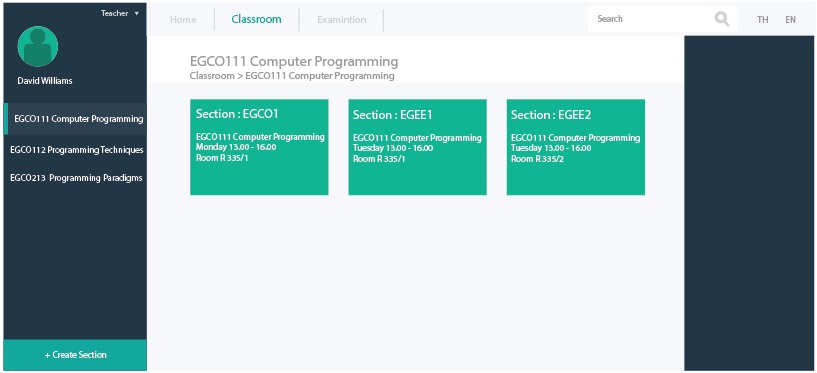 Teacher
Home
Classroom
Examintion
Search
TH
EN
David Williams
EGCO111 Computer Programming
EGCO112 Programming Techniques
EGCO213 Programming Paradigms
+ Create Section
EGCO111 Computer Programming
Classroom > EGCO111 Computer Programming
Section : EGCO1
EGCO111 Computer Programming
Monday 13.00 - 16.00
Room R 335/1
Section : EGEE1
EGCO111 Computer Programming
Tuesday 13.00 - 16.00
Room R 335/1
Section : EGEE2
EGCO111 Computer Programming
Tuesday 13.00 - 16.00
Room R 335/2